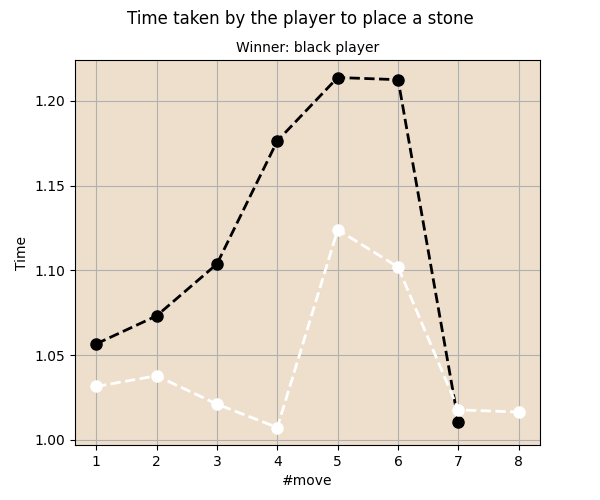 Time taken by the player to place a stone
Winner: black player
1.20
1.15
1.10
1.05
1.00
Time
1 2 3 4 5 6 7 8
#move